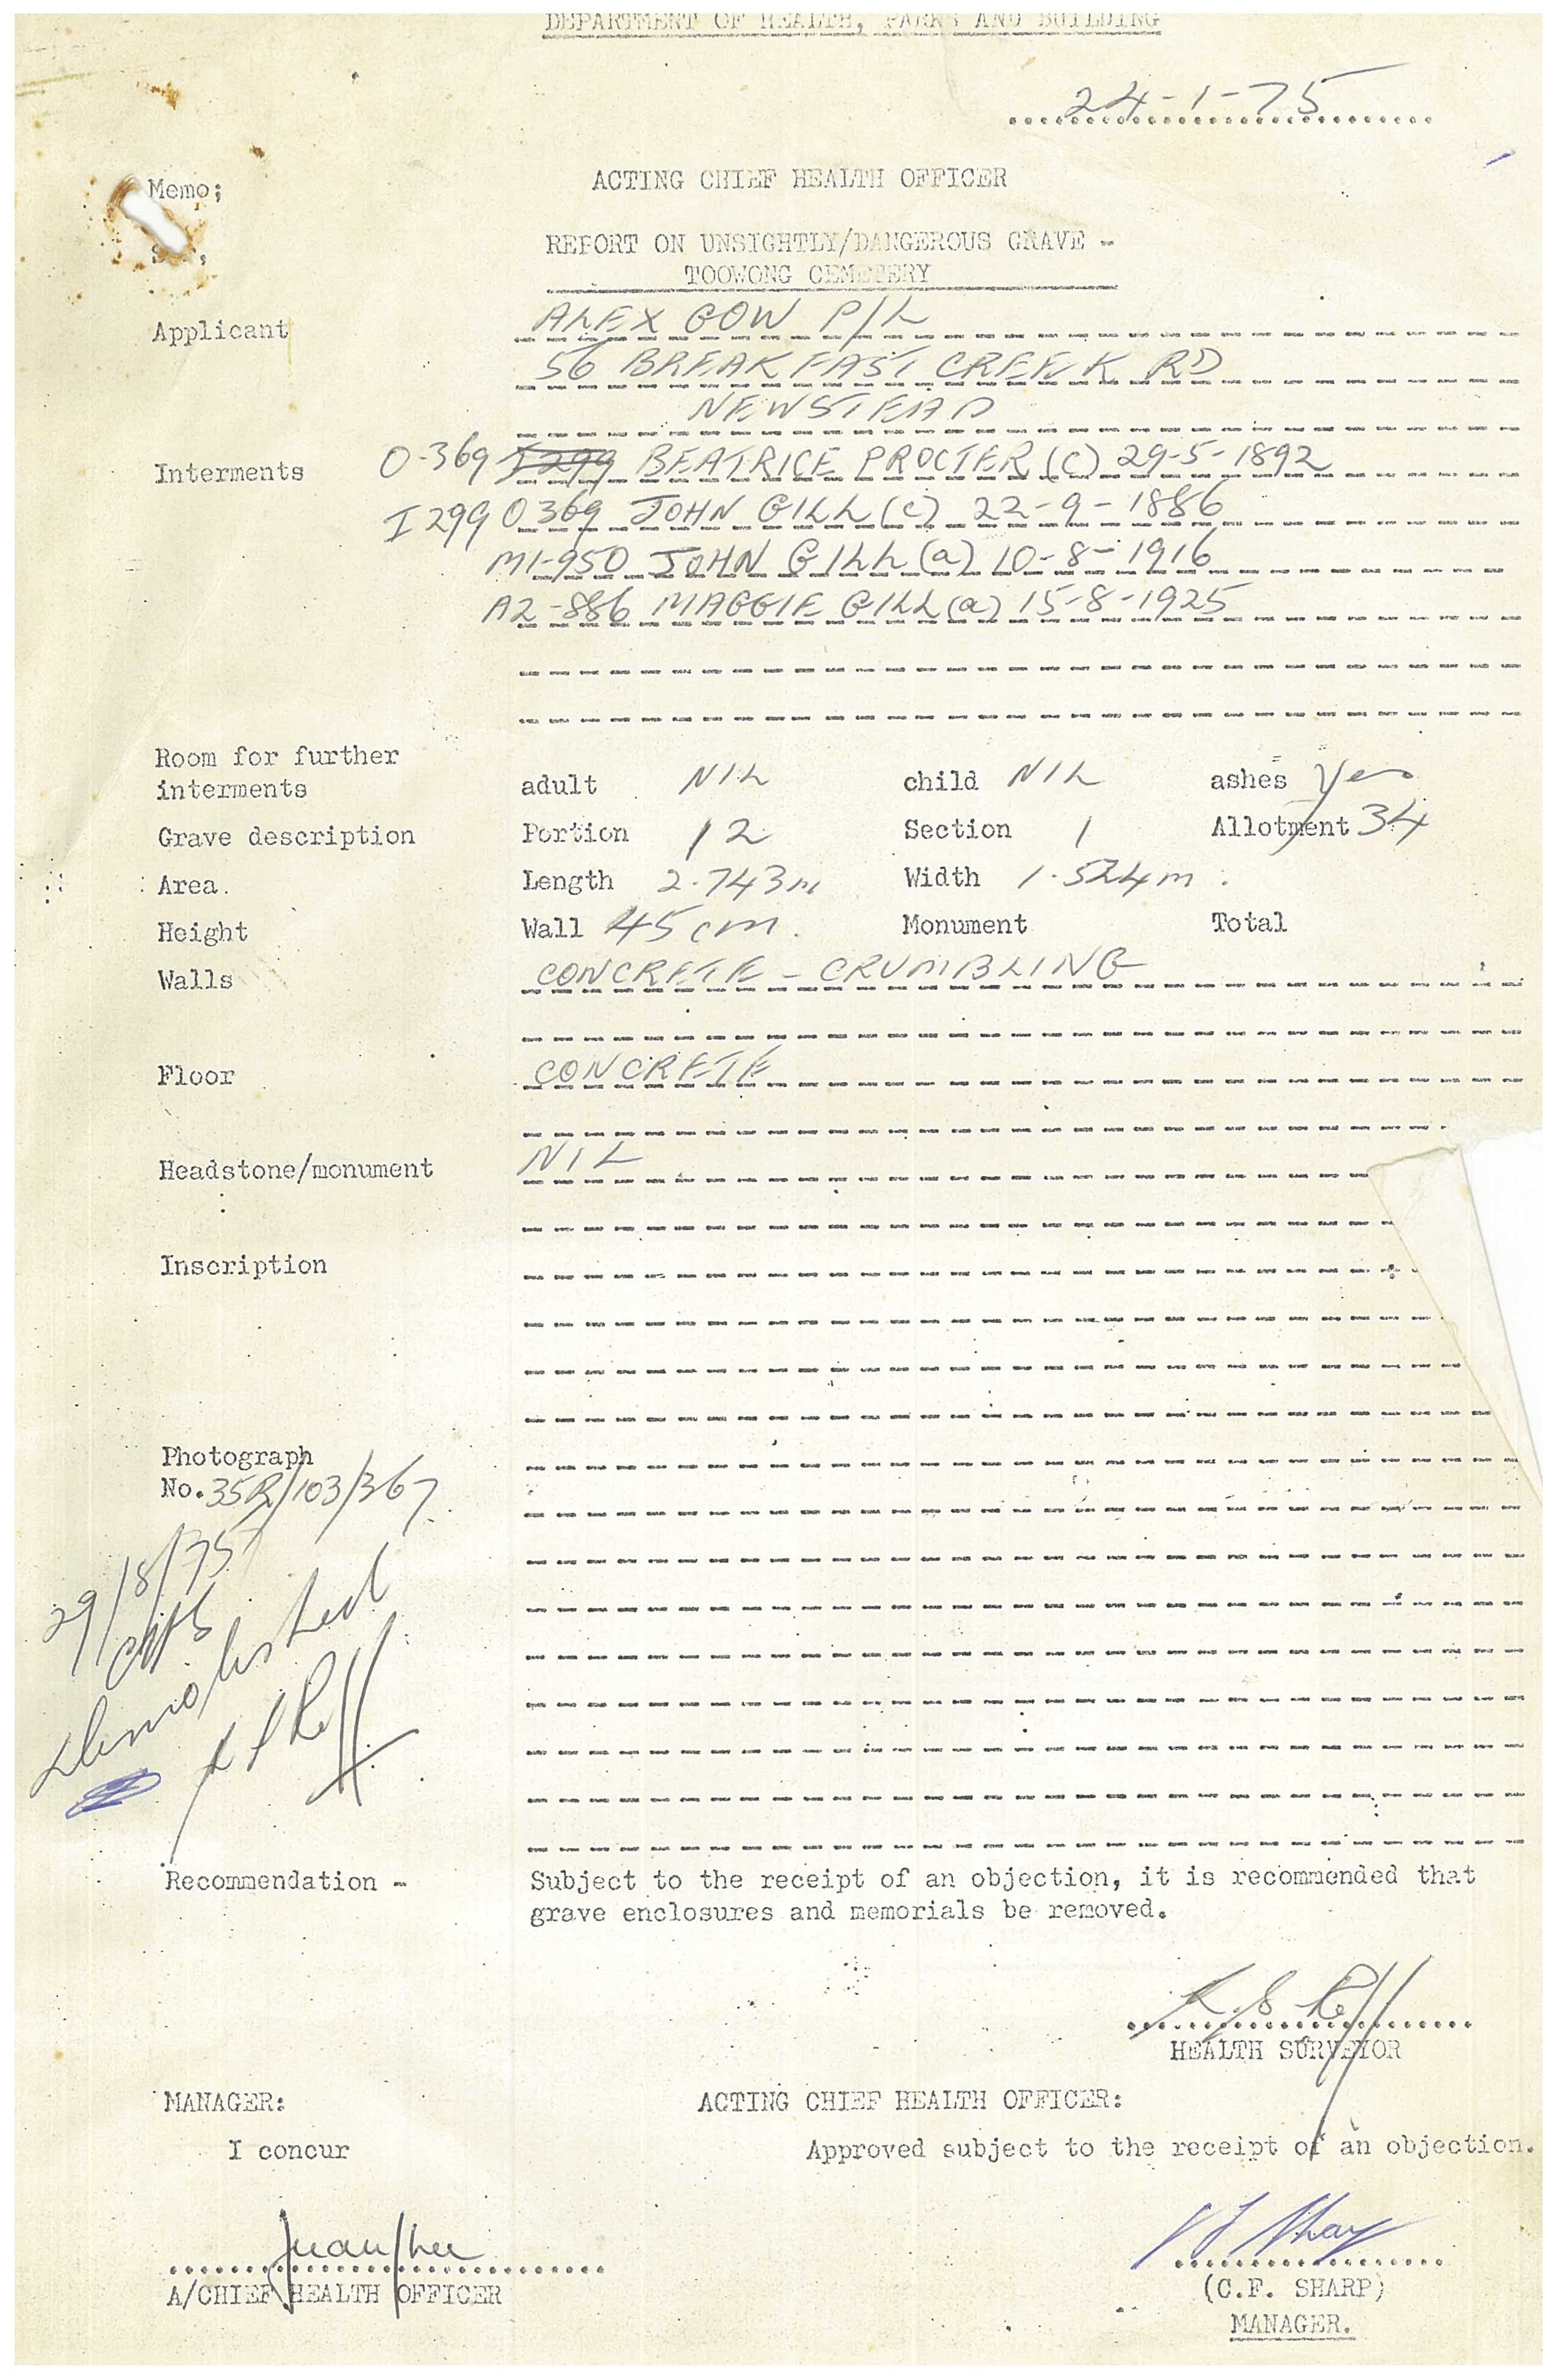 DEPARTMENT OF HEALTH, PARKS AND BUILDING
24-1-75
Memo; ACTING CHIEF HEALTH OFFICER
REPORT ON UNSIGHTLY/DANGEROUS GRAVE -
TOOWONG CEMETERY
Applicant ALEX GOW P/L
56 BREAKFAST CREEK RD
NEWSTEAD
Interments O-369 I299 BEATRICE PROCTER (C) 29-5-1892
I 299 O 369 JOHN GILL (c) 22-9-1886
M1-950 JOHN GILL (a) 10-8-1916
A2-886 MAGGIE GILL (a) 15-8-1925
Room for further
interments adult NIL child NIL ashes Yes
Grave description Portion 12 Section 1 Allotment 34
Area. Length 2.743m Width 1.524m.
Height Wall 45cm. Monument Total
Walls CONCRETE - CRUMBLING
Floor CONCRETE
Headstone/monument NIL
Inscription
Photograph
No. 35R/103/367
29/8/75
demolished
Recommendation - Subject to the receipt of an objection, it is recommended that
grave enclosures and memorials be removed.
HEALTH SURVEYOR
MANAGER: ACTING CHIEF HEALTH OFFICER:
I concur Approved subject to the receipt of an objection.
A/CHIEF HEALTH OFFICER (C.F. SHARP)
MANAGER.